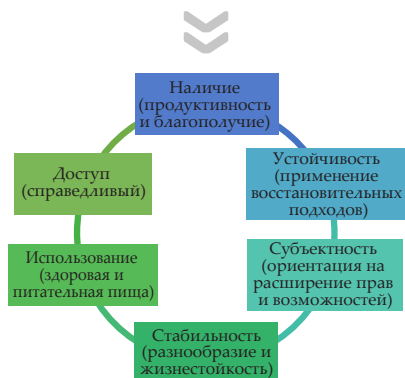 Наличие
(продуктивность
и благополучие)
Устойчивость
(применение
восстановительных
подходов)
Субъектность
(ориентация на
расширение прав
и возможностей)
Стабильность
(разнообразие и
жизнестойкость)
Использование
(здоровая и
питательная пища)
Доступ
(справедливый)